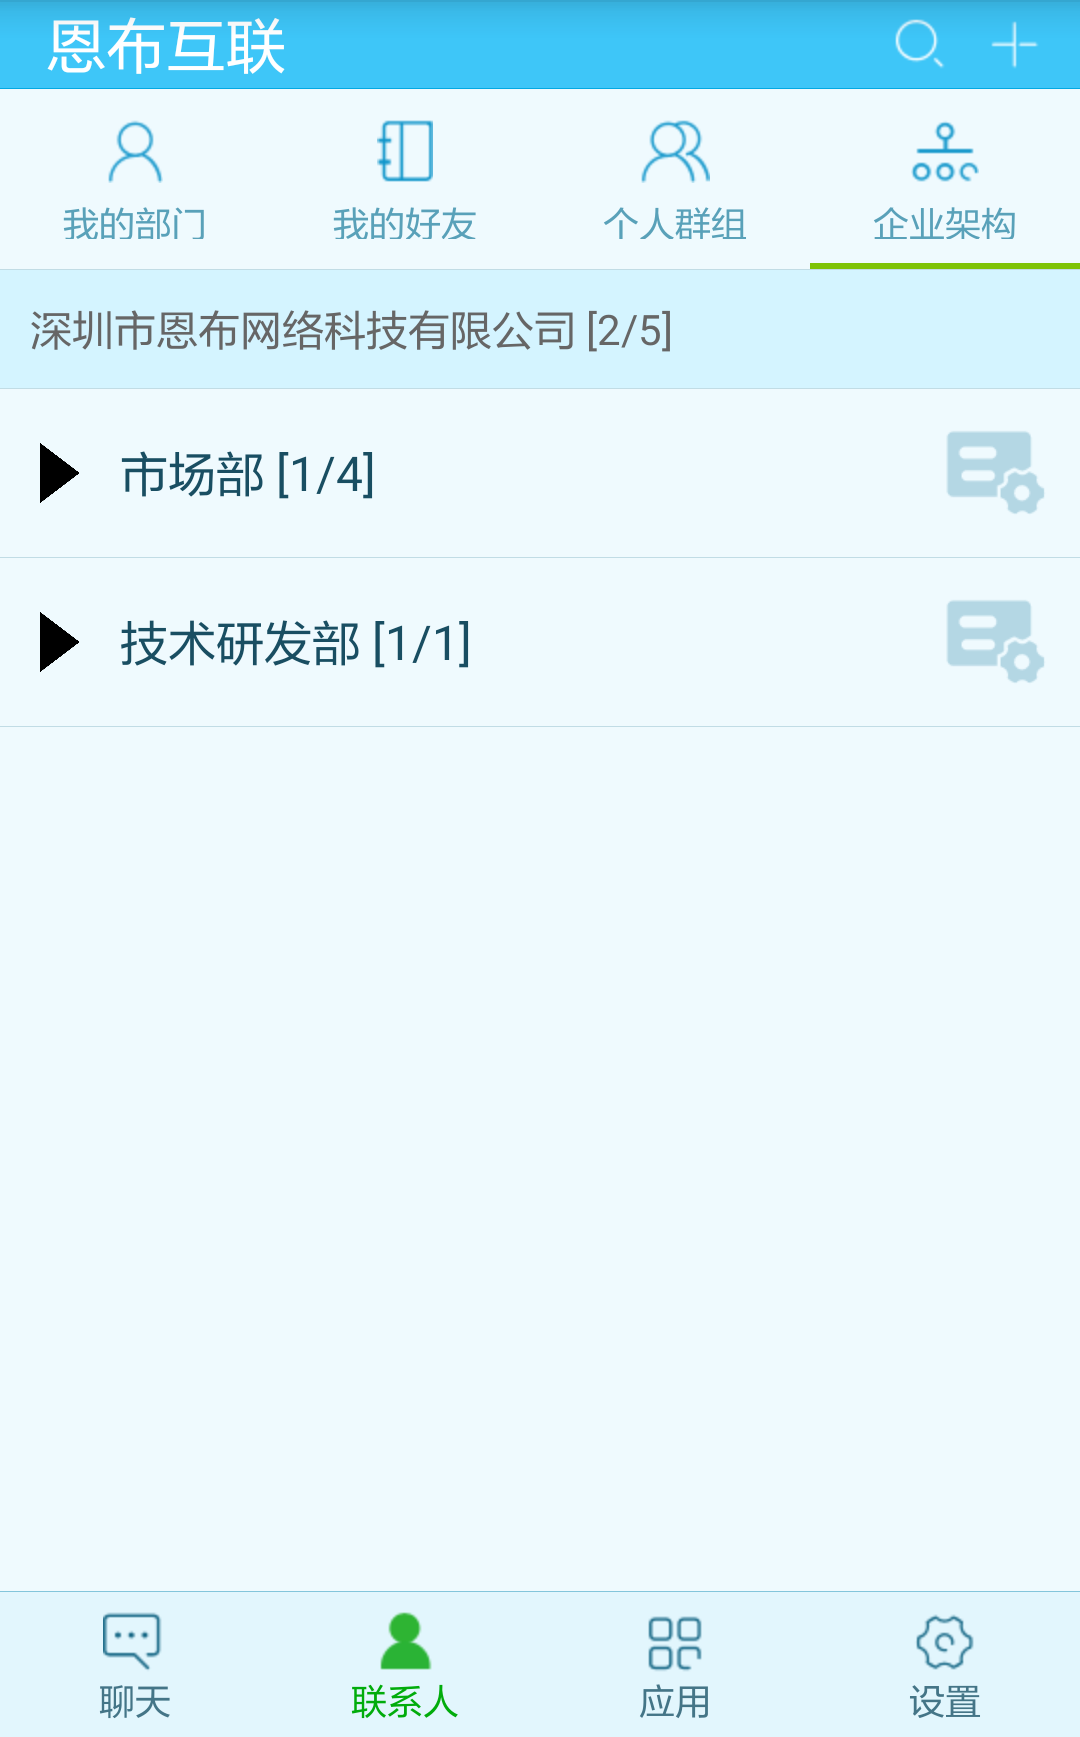 恩布互联
我的部门 我的好友 个人群组 企业架构
深圳市恩布网络科技有限公司 [2/5]
市场部 [1/4]
技术研发部 [1/1]
聊天 联系人 应用 设置